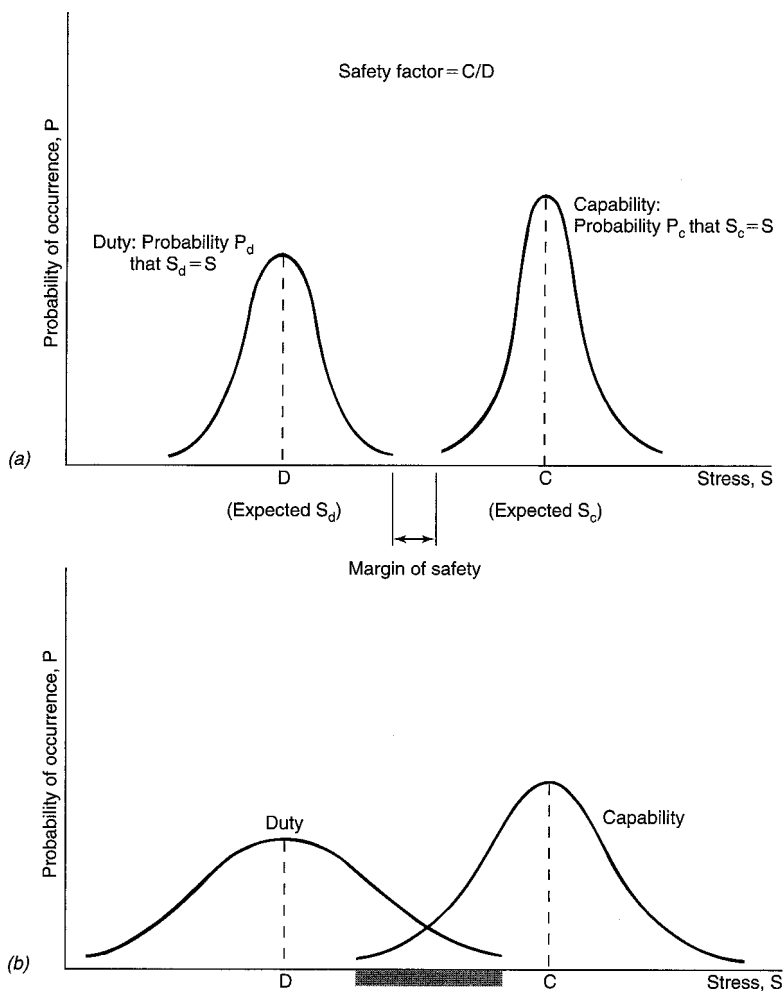 Safety factor = C/D
Probability of occurrence, P
Duty: Probability P_d
that S_d = S
Capability:
Probability P_c that S_c = S
(a)
D
C
Stress, S
(Expected S_d)
(Expected S_c)
Margin of safety
Probability of occurrence, P
Duty
Capability
(b)
D
C
Stress, S